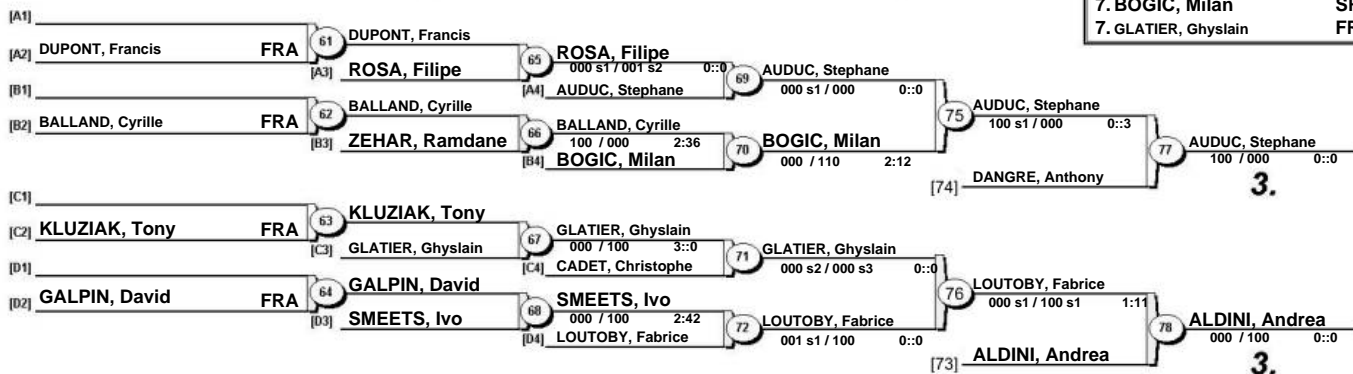 7. BOGIC, Milan
7. GLATIER, Ghyslain
[A1]
[A2] DUPONT, Francis FRA
61 DUPONT, Francis
[A3] ROSA, Filipe
65 ROSA, Filipe
000 s1 / 001 s2 0::0
[A4] AUDUC, Stephane
69 AUDUC, Stephane
000 s1 / 000 0::0
[B1]
[B2] BALLAND, Cyrille FRA
62 BALLAND, Cyrille
[B3] ZEHAR, Ramdane
66 BALLAND, Cyrille
100 / 000 2:36
[B4] BOGIC, Milan
70 BOGIC, Milan
000 / 110 2:12
75 AUDUC, Stephane
100 s1 / 000 0::3
[74] DANGRE, Anthony
77 AUDUC, Stephane
100 / 000 0::0
3.
[C1]
[C2] KLUZIAK, Tony FRA
63 KLUZIAK, Tony
[C3] GLATIER, Ghyslain
67 GLATIER, Ghyslain
000 / 100 3::0
[C4] CADET, Christophe
71 GLATIER, Ghyslain
000 s2 / 000 s3 0::0
[D1]
[D2] GALPIN, David FRA
64 GALPIN, David
[D3] SMEETS, Ivo
68 SMEETS, Ivo
000 / 100 2:42
[D4] LOUTOBY, Fabrice
72 LOUTOBY, Fabrice
001 s1 / 100 0::0
76 LOUTOBY, Fabrice
000 s1 / 100 s1 1:11
[73] ALDINI, Andrea
78 ALDINI, Andrea
000 / 100 0::0
3.